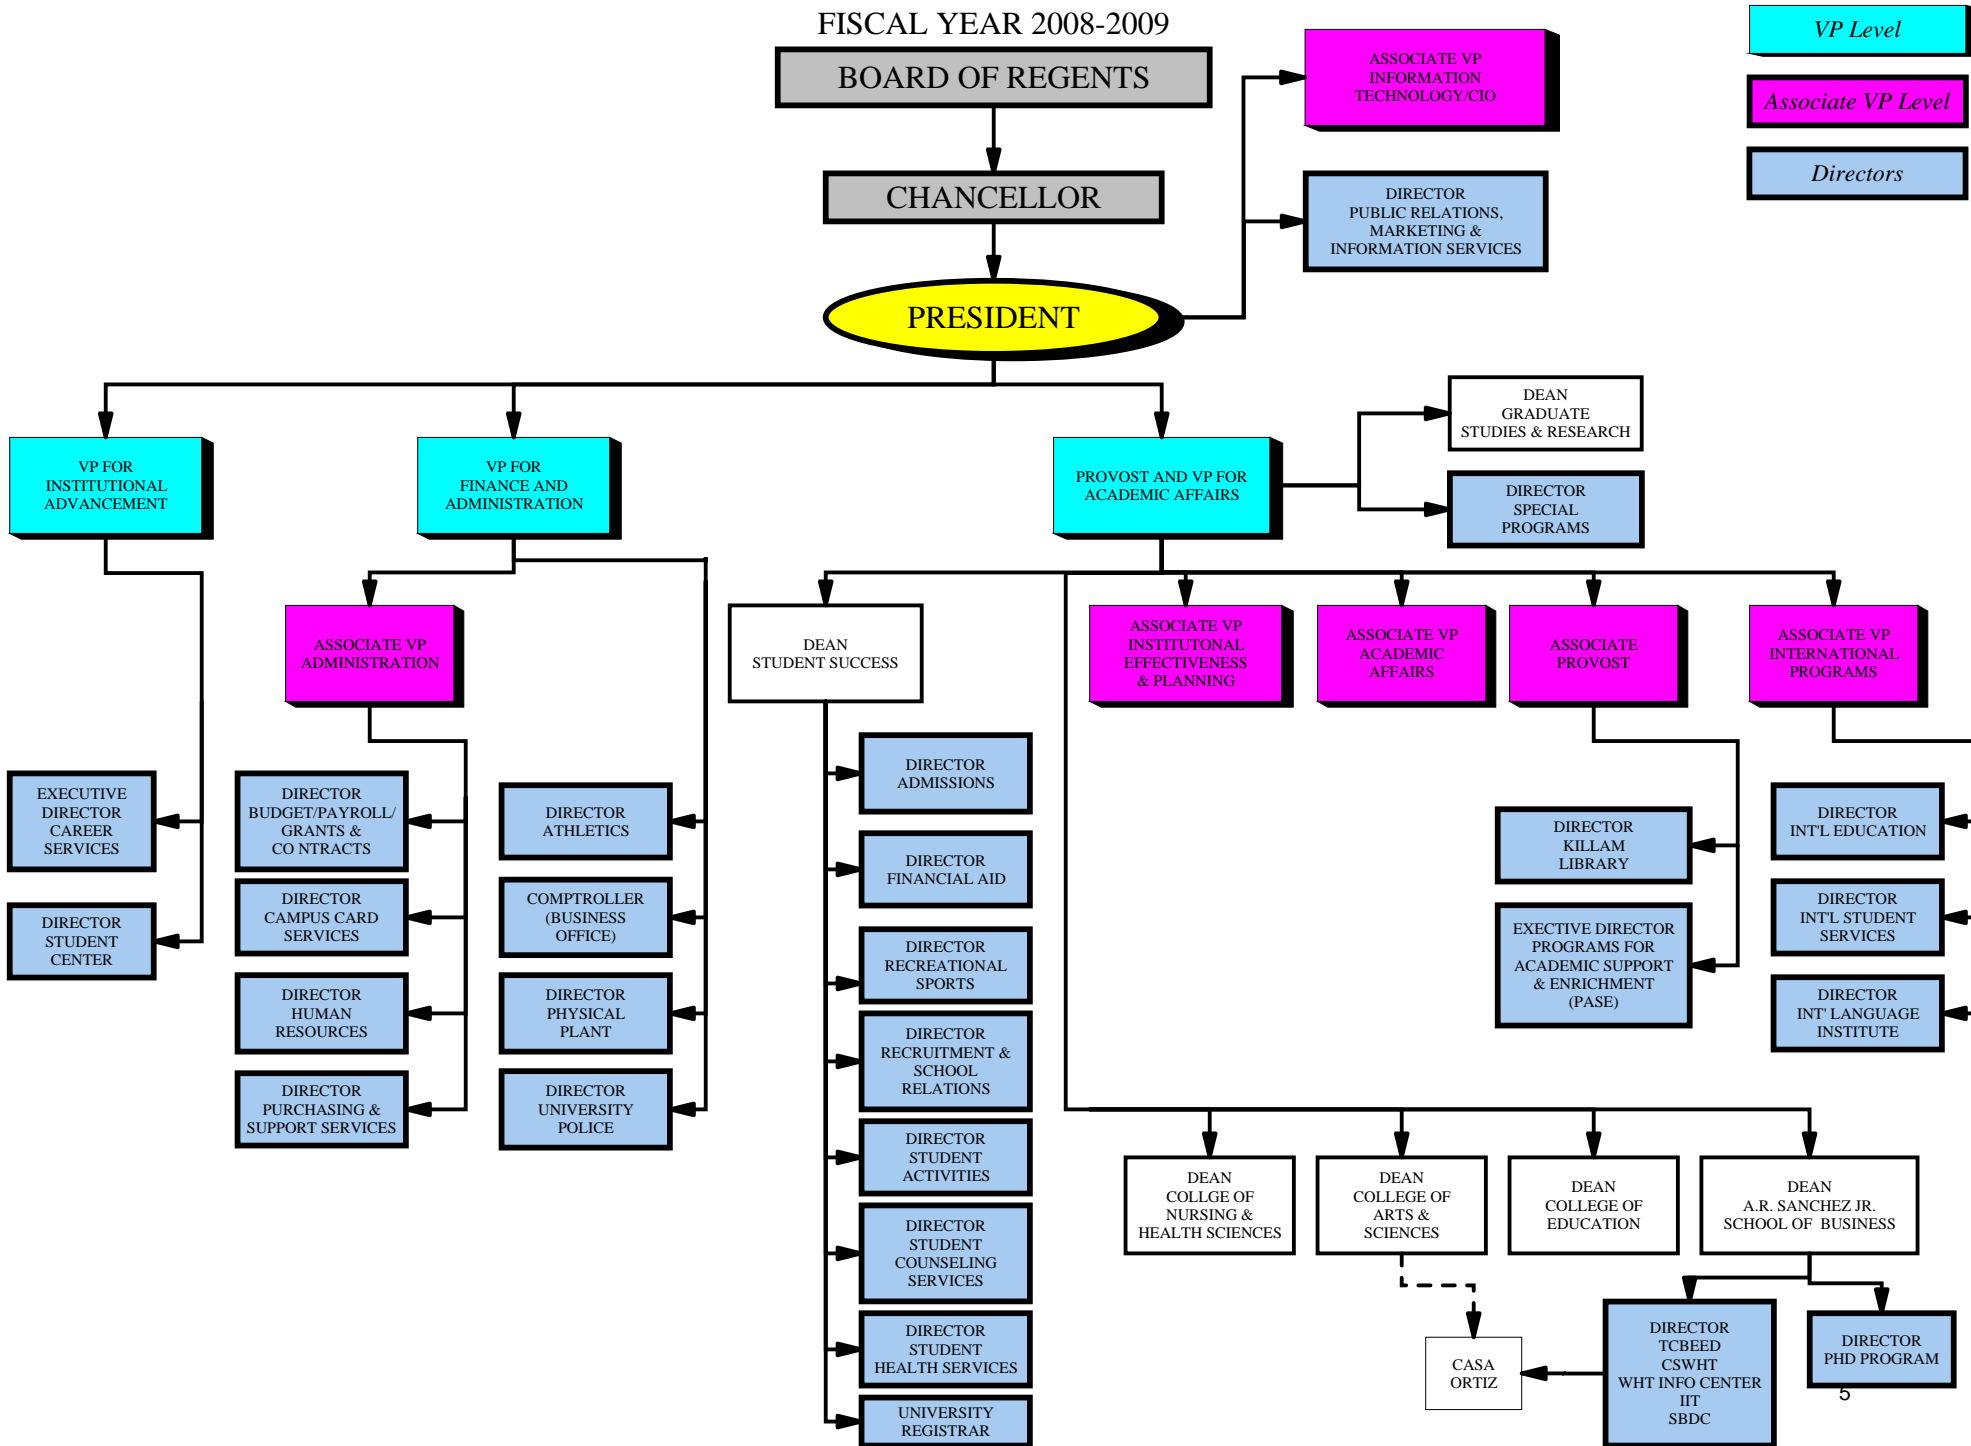 FISCAL YEAR 2008-2009
BOARD OF REGENTS
CHANCELLOR
PRESIDENT
ASSOCIATE VP
INFORMATION
TECHNOLOGY/CIO
DIRECTOR
PUBLIC RELATIONS,
MARKETING &
INFORMATION SERVICES
VP Level
Associate VP Level
Directors
VP FOR
INSTITUTIONAL
ADVANCEMENT
VP FOR
FINANCE AND
ADMINISTRATION
PROVOST AND VP FOR
ACADEMIC AFFAIRS
DEAN
GRADUATE
STUDIES & RESEARCH
DIRECTOR
SPECIAL
PROGRAMS
ASSOCIATE VP
ADMINISTRATION
DEAN
STUDENT SUCCESS
ASSOCIATE VP
INSTITUTONAL
EFFECTIVENESS
& PLANNING
ASSOCIATE VP
ACADEMIC
AFFAIRS
ASSOCIATE
PROVOST
ASSOCIATE VP
INTERNATIONAL
PROGRAMS
EXECUTIVE
DIRECTOR
CAREER
SERVICES
DIRECTOR
STUDENT
CENTER
DIRECTOR
BUDGET/PAYROLL/
GRANTS &
CO NTRACTS
DIRECTOR
CAMPUS CARD
SERVICES
DIRECTOR
HUMAN
RESOURCES
DIRECTOR
PURCHASING &
SUPPORT SERVICES
DIRECTOR
ATHLETICS
COMPTROLLER
(BUSINESS
OFFICE)
DIRECTOR
PHYSICAL
PLANT
DIRECTOR
UNIVERSITY
POLICE
DIRECTOR
ADMISSIONS
DIRECTOR
FINANCIAL AID
DIRECTOR
RECREATIONAL
SPORTS
DIRECTOR
RECRUITMENT &
SCHOOL
RELATIONS
DIRECTOR
STUDENT
ACTIVITIES
DIRECTOR
STUDENT
COUNSELING
SERVICES
DIRECTOR
STUDENT
HEALTH SERVICES
UNIVERSITY
REGISTRAR
DIRECTOR
KILLAM
LIBRARY
EXECTIVE DIRECTOR
PROGRAMS FOR
ACADEMIC SUPPORT
& ENRICHMENT
(PASE)
DIRECTOR
INT'L EDUCATION
DIRECTOR
INT'L STUDENT
SERVICES
DIRECTOR
INT' LANGUAGE
INSTITUTE
DEAN
COLLGE OF
NURSING &
HEALTH SCIENCES
DEAN
COLLEGE OF
ARTS &
SCIENCES
DEAN
COLLEGE OF
EDUCATION
DEAN
A.R. SANCHEZ JR.
SCHOOL OF BUSINESS
CASA
ORTIZ
DIRECTOR
TCBEED
CSWHT
WHT INFO CENTER
IIT
SBDC
DIRECTOR
PHD PROGRAM
5